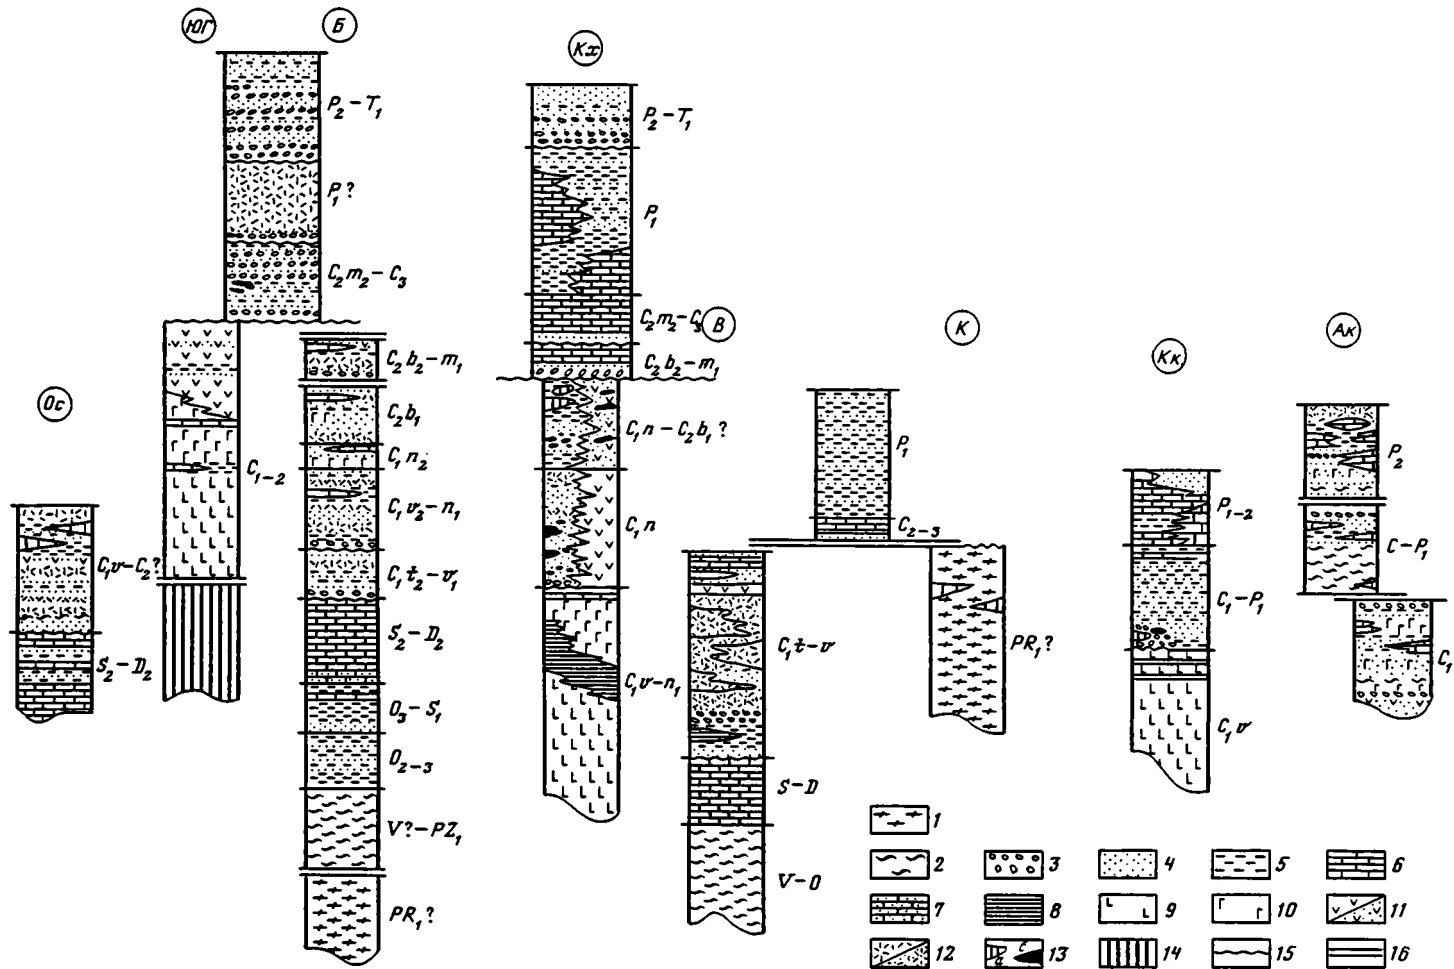 ЮГ
Б
P₂–T₁
P₁?
C₂m₂–C₃
C₁₋₂
C₂b₂–m₁
C₂b₁
C₁n₂
C₁v₂–n₁
C₁t₂–v₁
S₂–D₂
O₃–S₁
O₂₋₃
V?–PZ₁
PR₁?
Ос
C₁v–C₂?
S₂–D₂
Кх
P₂–T₁
P₁
C₂m₂–C₃
C₂b₂–m₁
C₁n–C₂b₁?
C₁n
C₁v–n₁
В
C₁t–v
S–D
V–O
К
P₁
C₂₋₃
PR₁?
Кк
P₁₋₂
C₁–P₁
C₁v
Ак
P₂
C–P₁
C₁
1
2 3 4 5 6
7 8 9 10 11
12 13 14 15 16